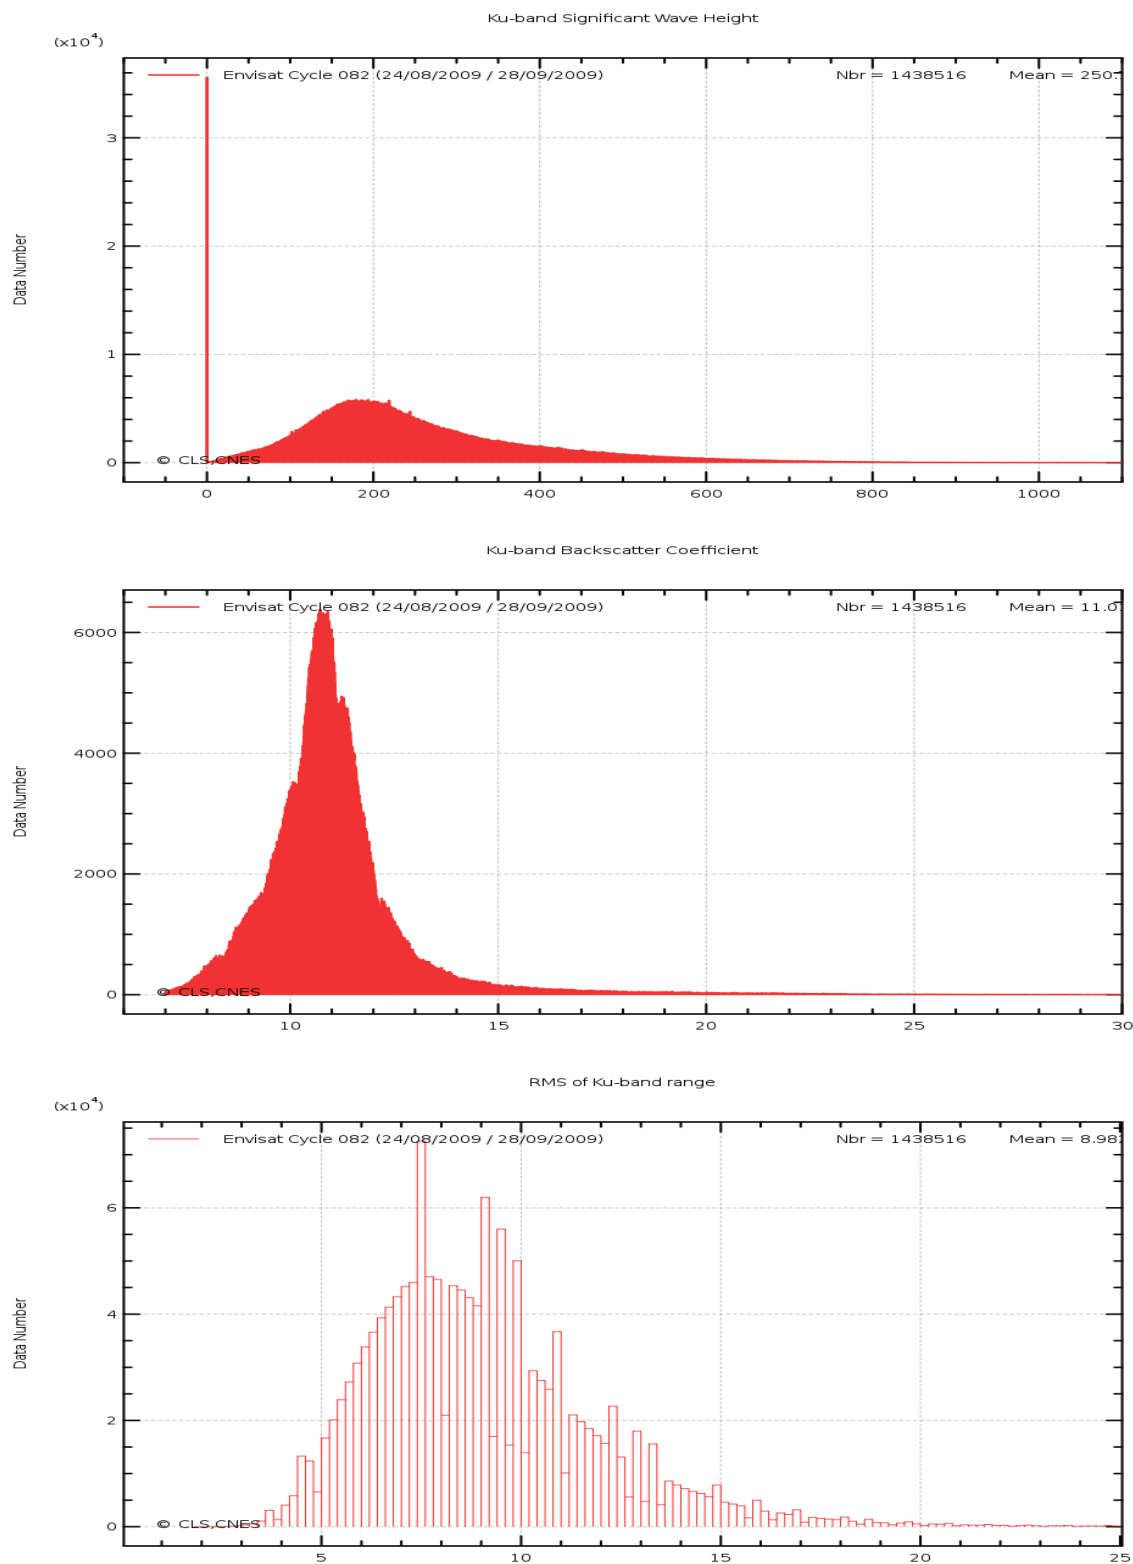 Ku-band Significant Wave Height
(x10⁴)
Envisat Cycle 082 (24/08/2009 / 28/09/2009) Nbr = 1438516 Mean = 250.
3
2
1
0
Data Number
© CLS,CNES
0 200 400 600 800 1000
Ku-band Backscatter Coefficient
Envisat Cycle 082 (24/08/2009 / 28/09/2009) Nbr = 1438516 Mean = 11.0
6000
4000
2000
0
Data Number
© CLS,CNES
10 15 20 25 30
RMS of Ku-band range
(x10⁴)
Envisat Cycle 082 (24/08/2009 / 28/09/2009) Nbr = 1438516 Mean = 8.98
6
4
2
0
Data Number
© CLS,CNES
5 10 15 20 25